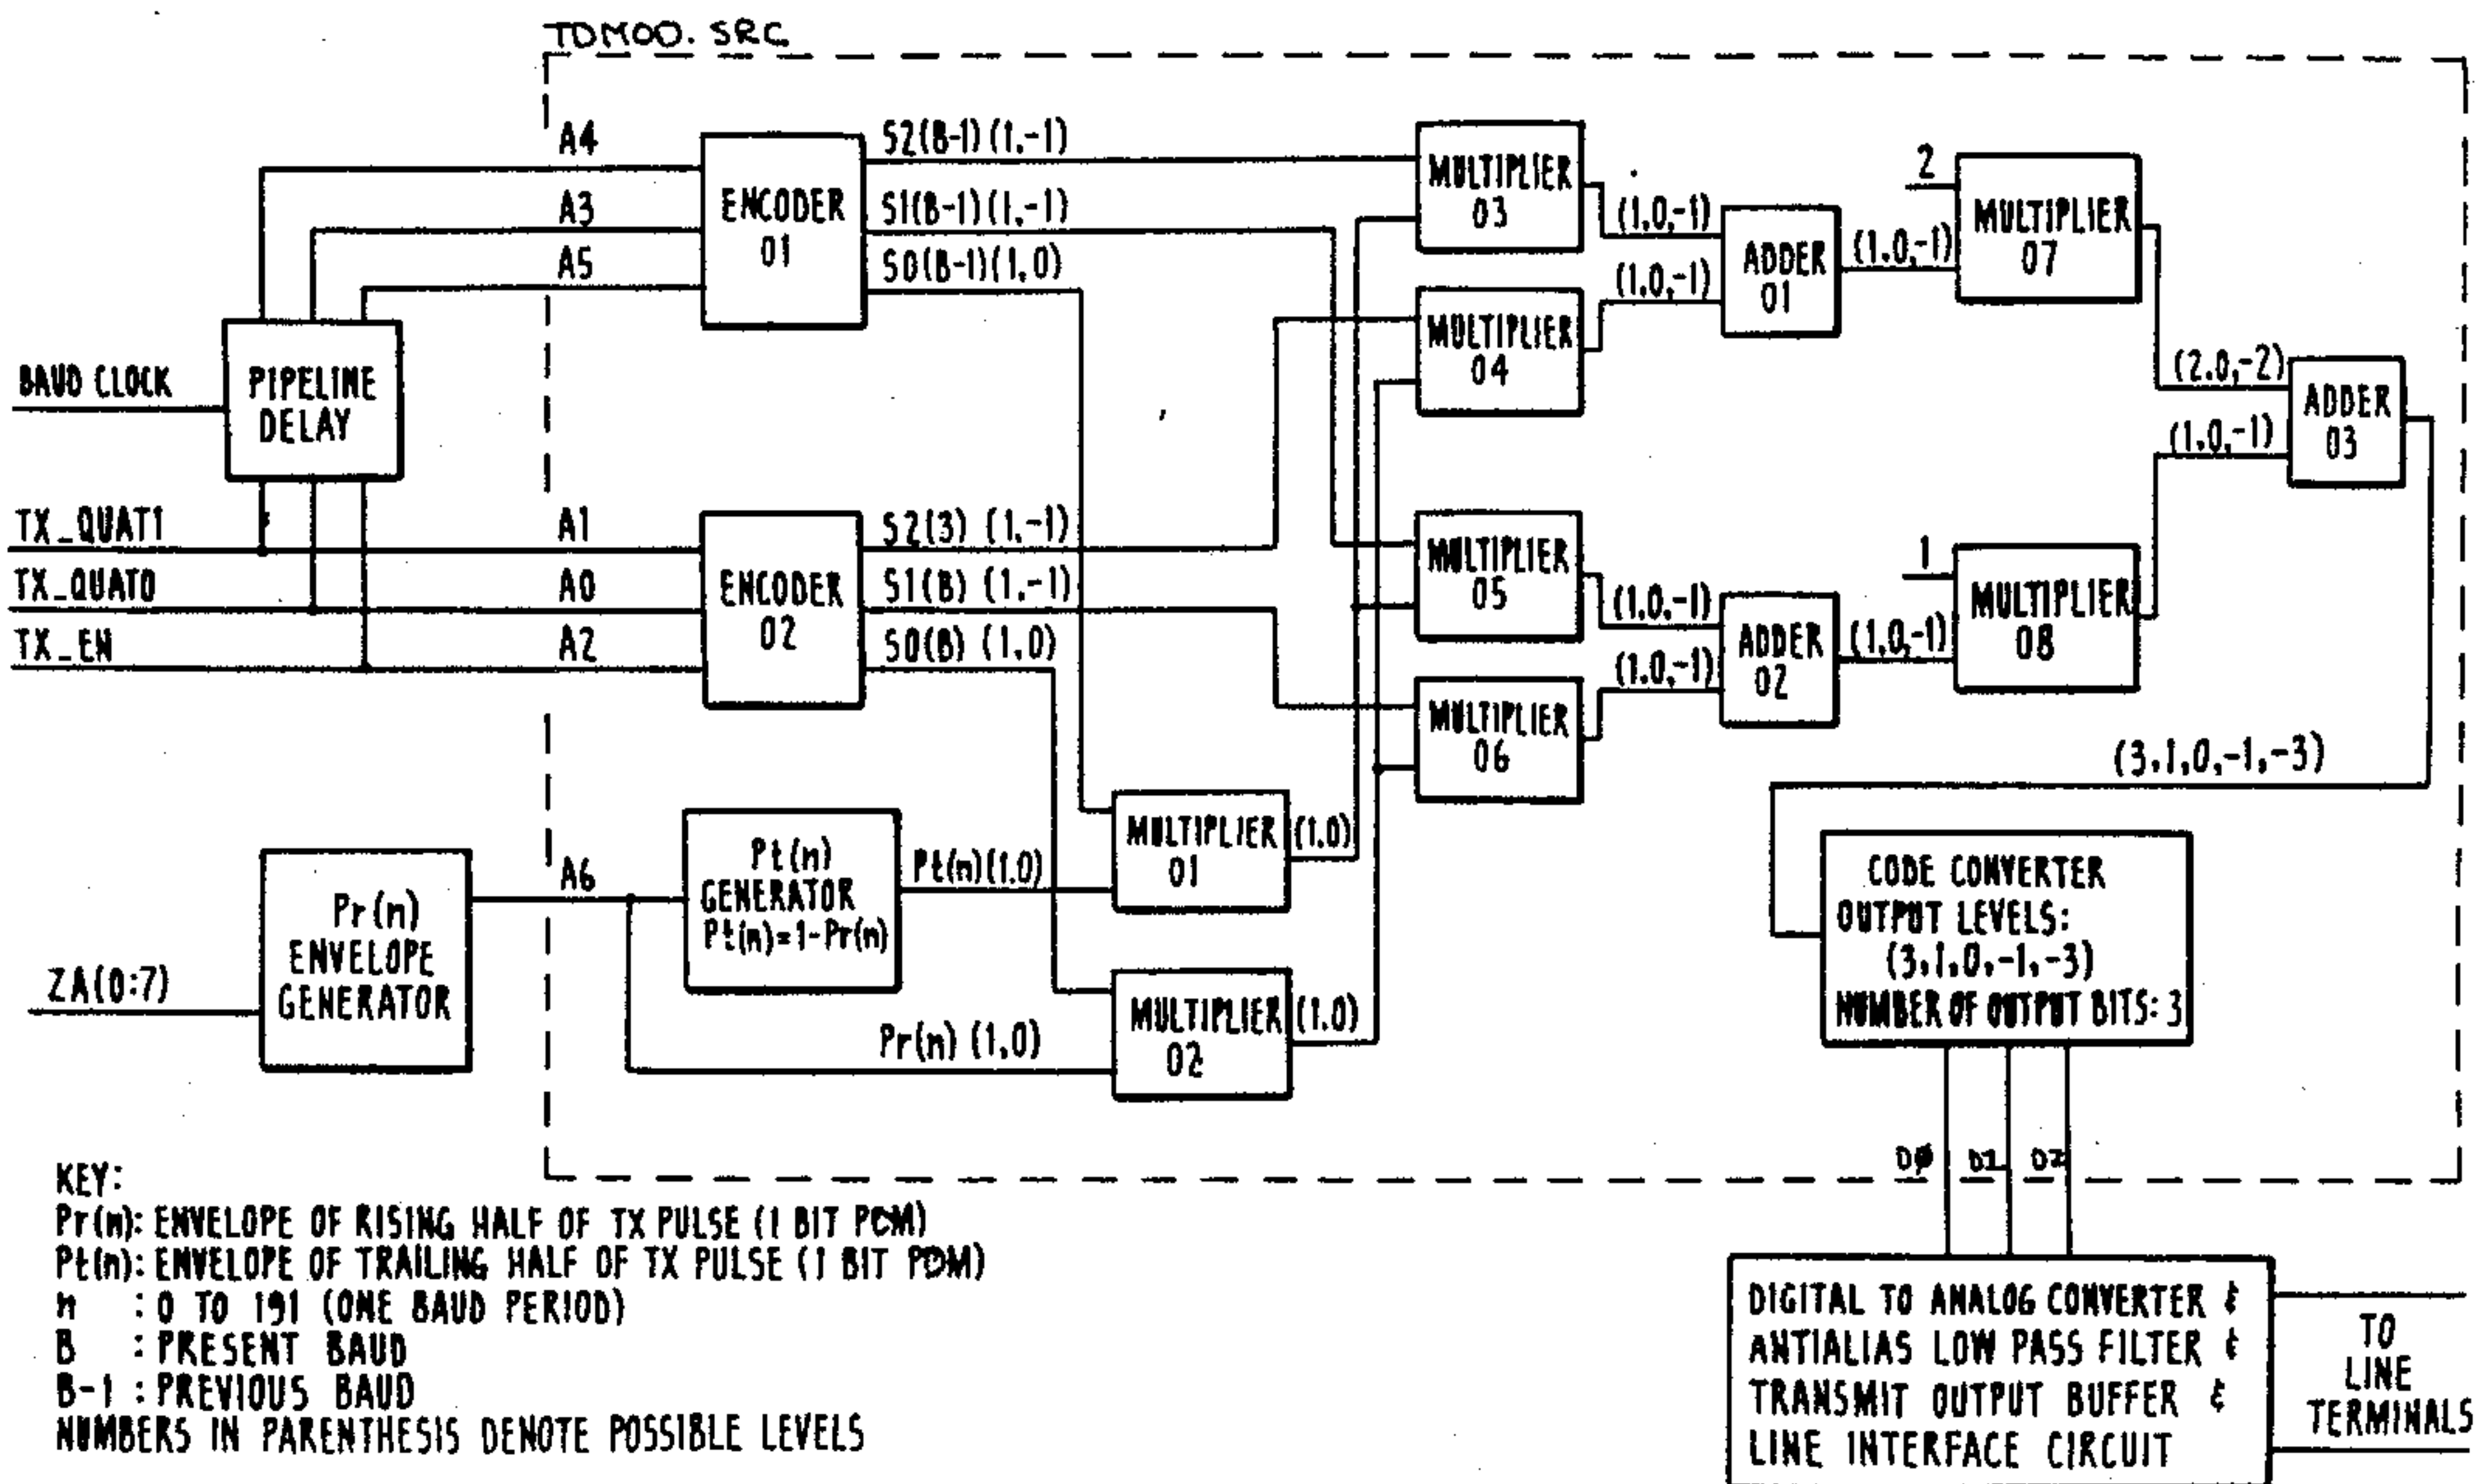 TDM00. SRC
A4
A3
A5
ENCODER
01
S2(B-1) (1,-1)
S1(B-1) (1,-1)
S0(B-1) (1,0)
MULTIPLIER
03
(1,0,-1)
MULTIPLIER
04
(1,0,-1)
ADDER
01
(1,0,-1)
2
MULTIPLIER
07
(2,0,-2)
BAUD CLOCK
PIPELINE
DELAY
ADDER
03
(1,0,-1)
TX_QUAT1
A1
TX_QUAT0
A0
TX_EN
A2
ENCODER
02
S2(3) (1,-1)
S1(B) (1,-1)
S0(B) (1,0)
MULTIPLIER
05
(1,0,-1)
MULTIPLIER
06
(1,0,-1)
ADDER
02
(1,0,-1)
1
MULTIPLIER
08
(3,1,0,-1,-3)
Pr(n)
ENVELOPE
GENERATOR
ZA(0:7)
A6
Pt(n)
GENERATOR
Pt(n)=1-Pr(n)
Pt(n) (1,0)
Pr(n) (1,0)
MULTIPLIER
01
(1,0)
MULTIPLIER
02
(1,0)
CODE CONVERTER
OUTPUT LEVELS:
(3,1,0,-1,-3)
NUMBER OF OUTPUT BITS: 3
DØ D1
KEY:
Pr(n): ENVELOPE OF RISING HALF OF TX PULSE (1 BIT PDM)
Pt(n): ENVELOPE OF TRAILING HALF OF TX PULSE (1 BIT PDM)
n : 0 TO 191 (ONE BAUD PERIOD)
B : PRESENT BAUD
B-1 : PREVIOUS BAUD
NUMBERS IN PARENTHESIS DENOTE POSSIBLE LEVELS
DIGITAL TO ANALOG CONVERTER &
ANTIALIAS LOW PASS FILTER &
TRANSMIT OUTPUT BUFFER &
LINE INTERFACE CIRCUIT
TO
LINE
TERMINALS